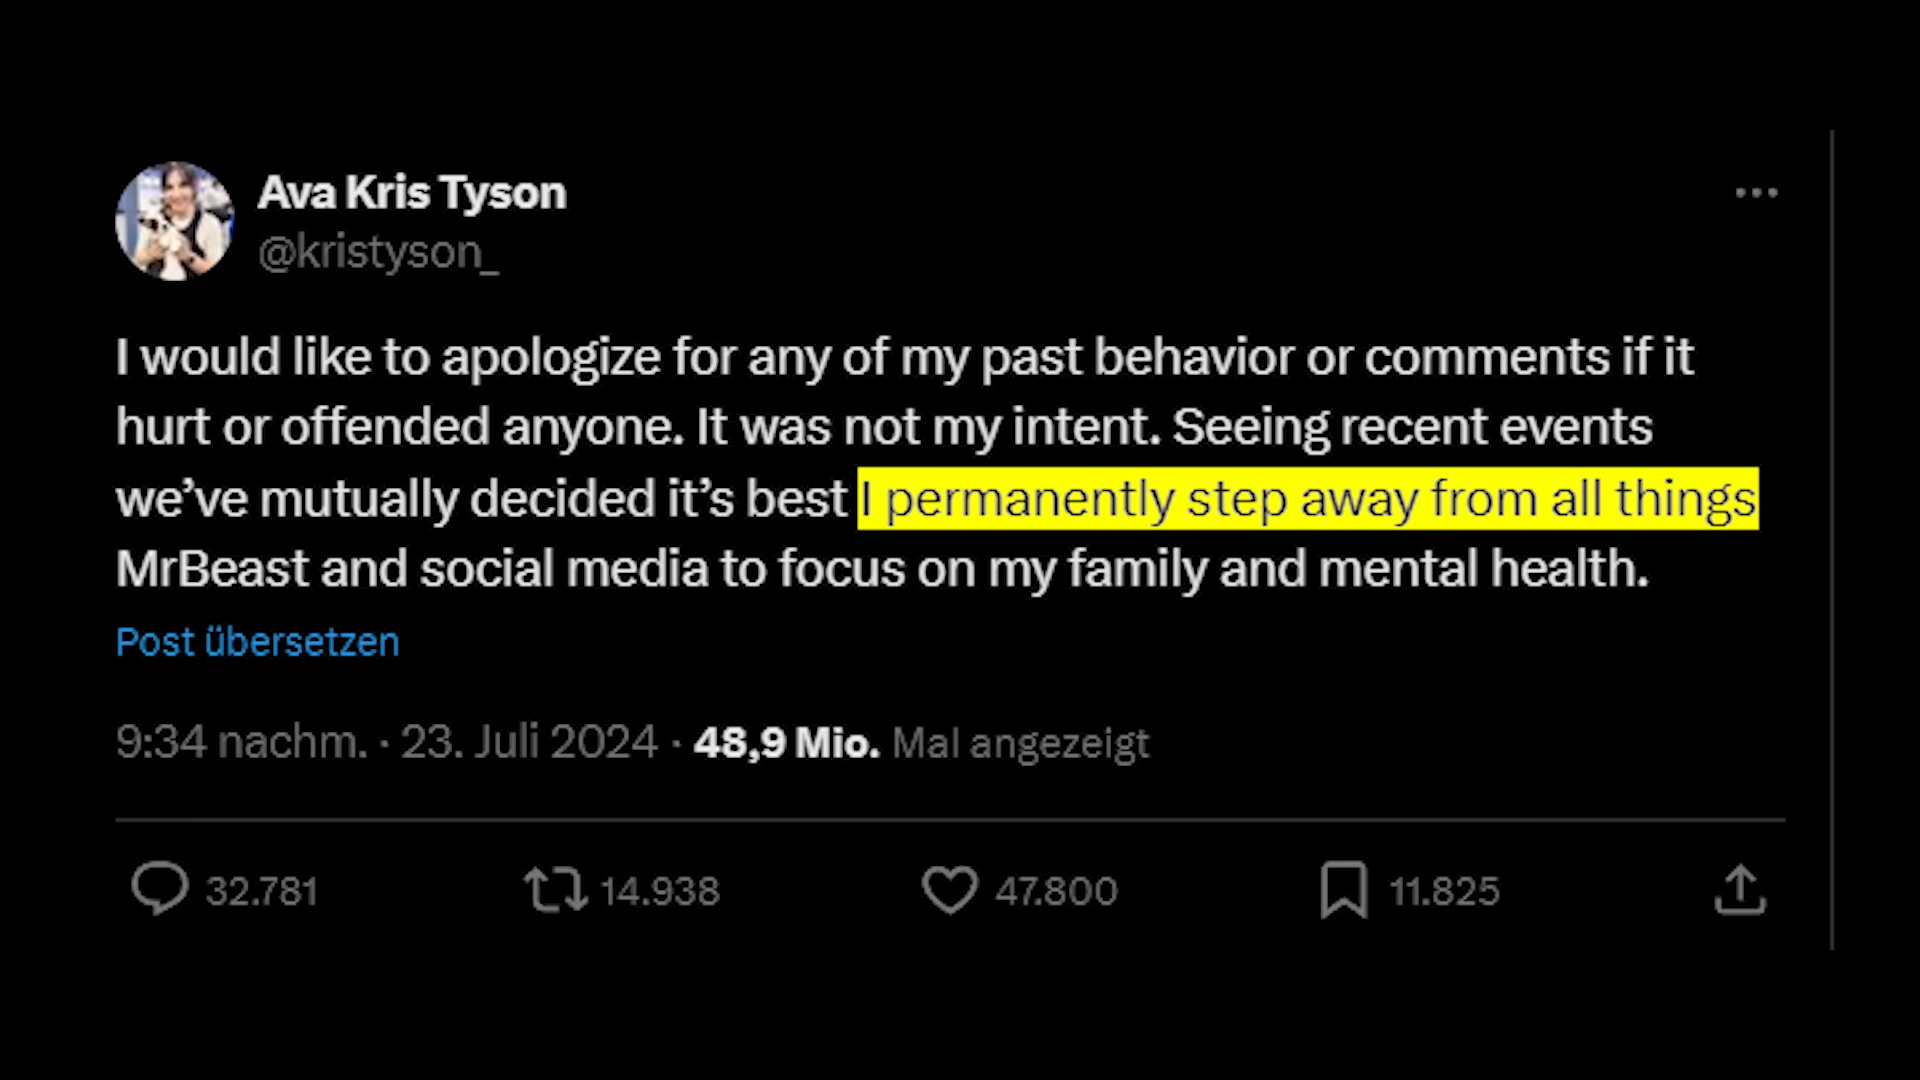 Ava Kris Tyson
@kristyson_
I would like to apologize for any of my past behavior or comments if it
hurt or offended anyone. It was not my intent. Seeing recent events
we’ve mutually decided it’s best I permanently step away from all things
MrBeast and social media to focus on my family and mental health.
Post übersetzen
9:34 nachm. · 23. Juli 2024 · 48,9 Mio. Mal angezeigt
32.781 14.938 47.800 11.825